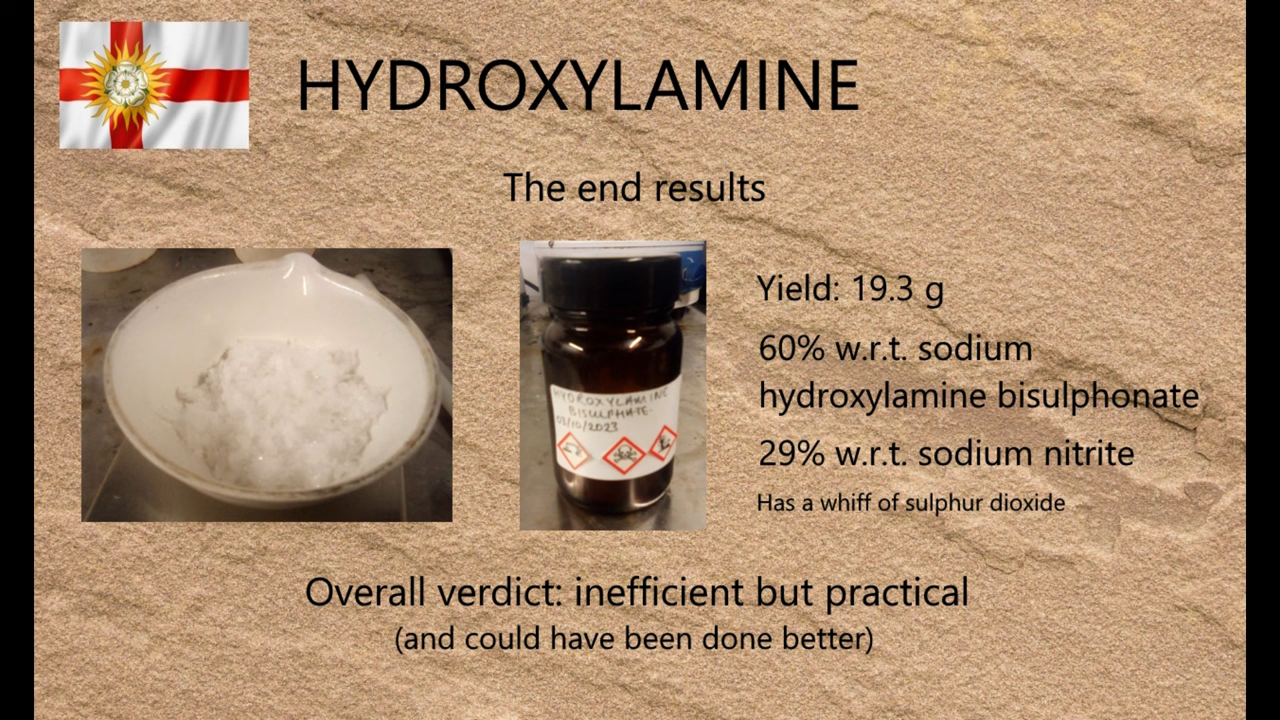 HYDROXYLAMINE
The end results
HYDROXYLAMINE
BISULPHATE.
03/10/2023
Yield: 19.3 g
60% w.r.t. sodium
hydroxylamine bisulphonate
29% w.r.t. sodium nitrite
Has a whiff of sulphur dioxide
Overall verdict: inefficient but practical
(and could have been done better)